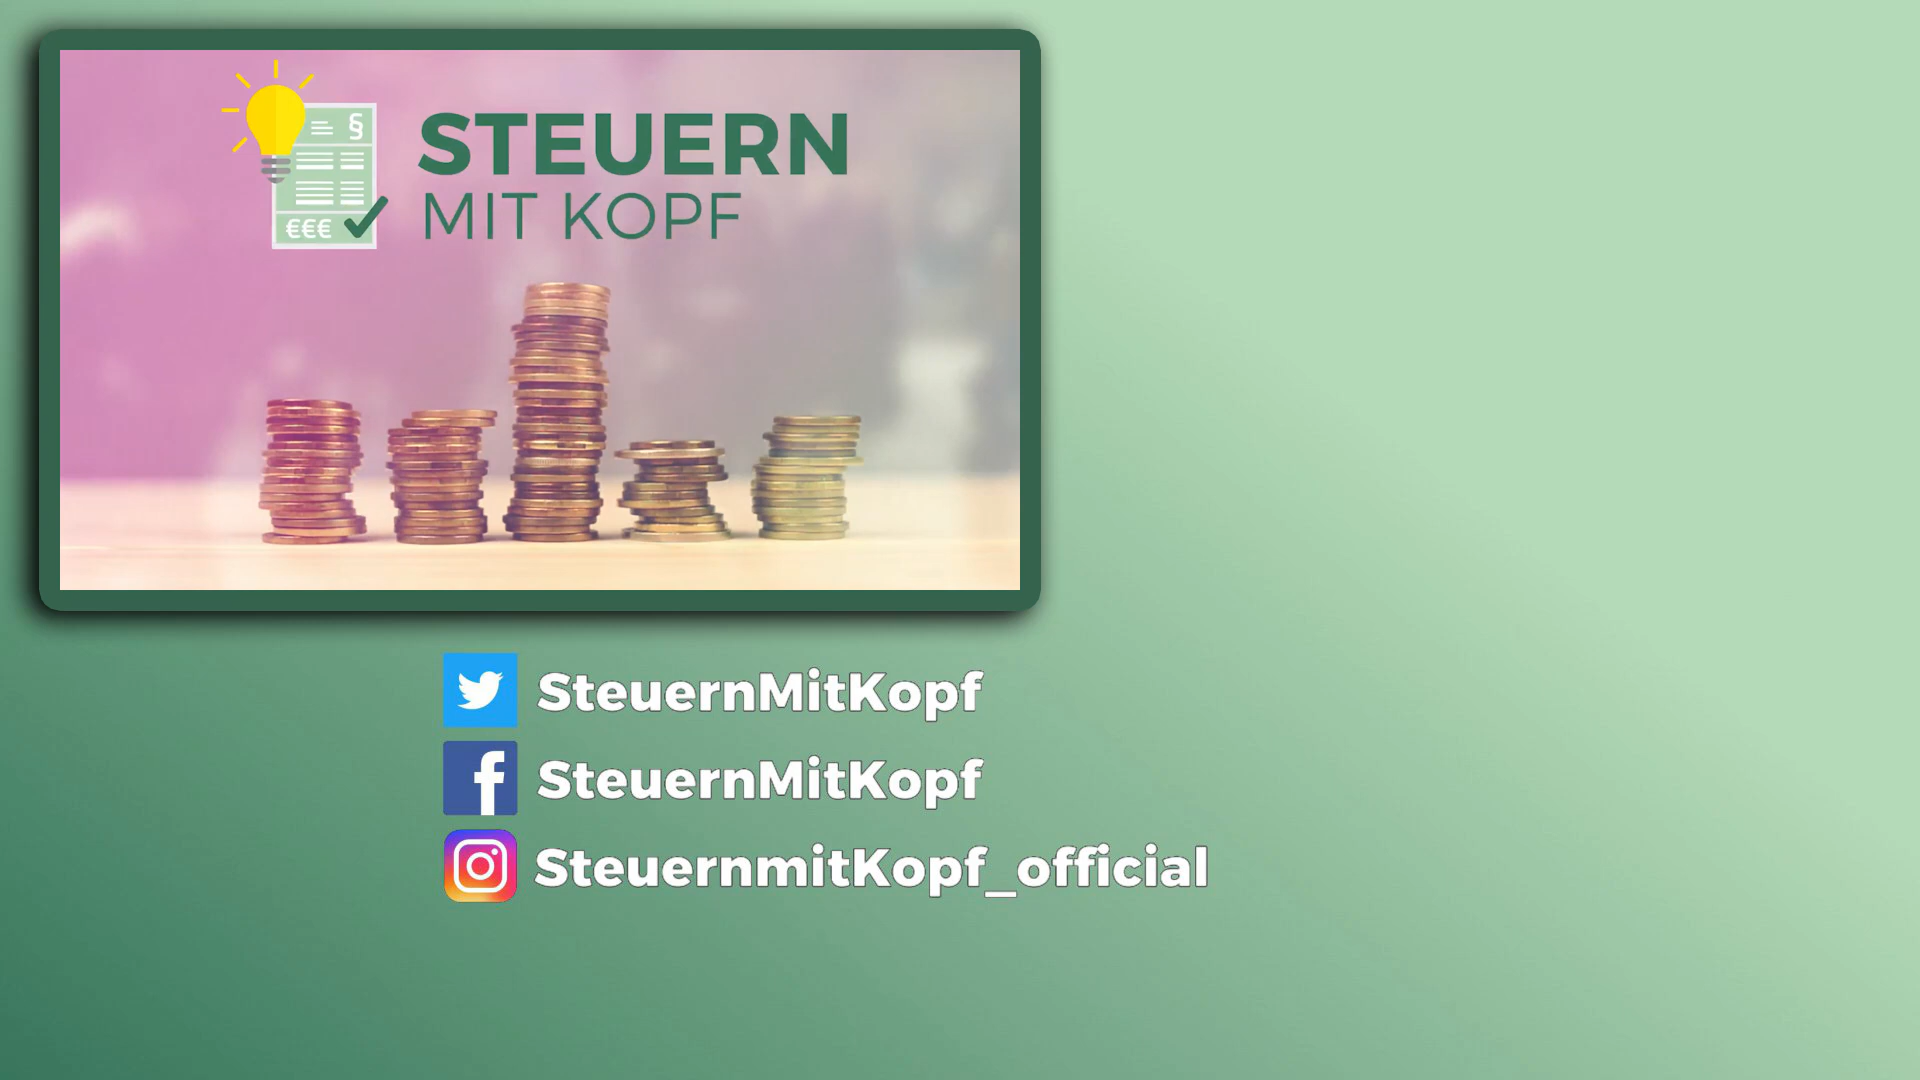 §
€€€
STEUERN
MIT KOPF
SteuernMitKopf
SteuernMitKopf
SteuernmitKopf_official